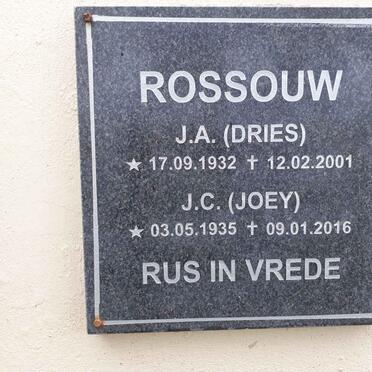 ROSSOUW
J.A. (DRIES)
★ 17.09.1932 ✝ 12.02.2001
J.C. (JOEY)
★ 03.05.1935 ✝ 09.01.2016
RUS IN VREDE